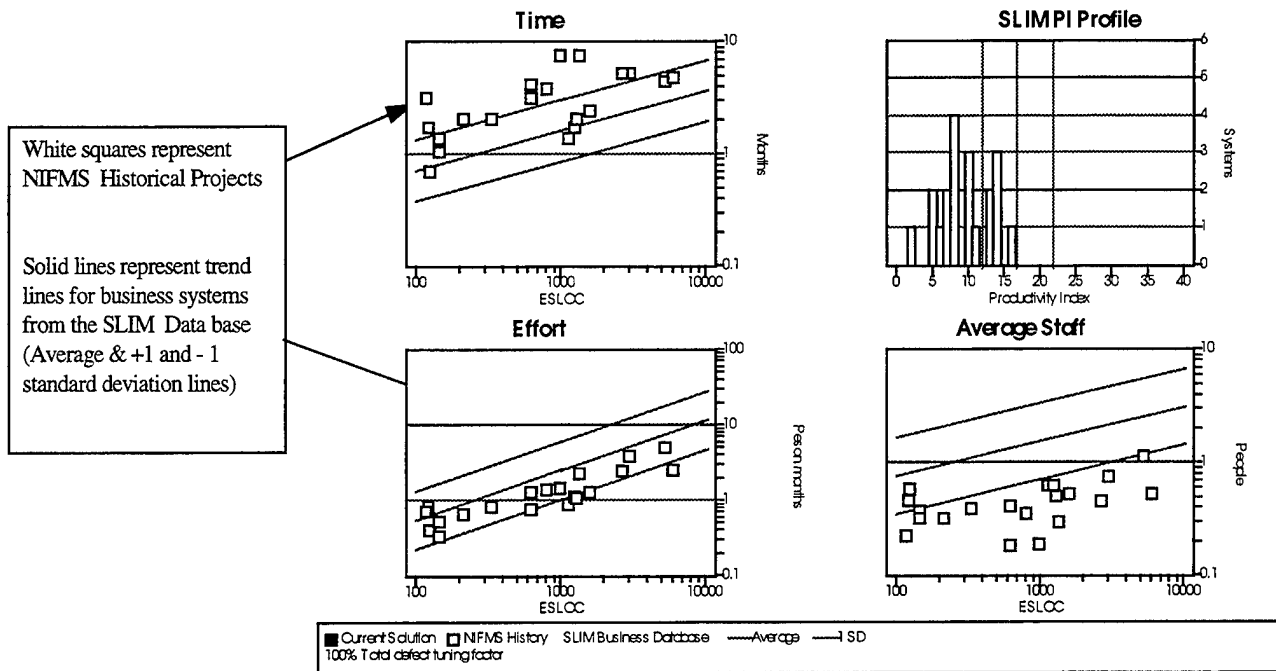 Time
SLIM PI Profile
White squares represent
NIFMS Historical Projects
Solid lines represent trend
lines for business systems
from the SLIM Data base
(Average & +1 and - 1
standard deviation lines)
10
1
0.1
Months
100
1000
10000
ESLOC
6
5
4
3
2
1
0
Systems
0 5 10 15 20 25 30 35 40
Productivity Index
Effort
Average Staff
100
10
1
0.1
Person months
100
1000
10000
ESLOC
10
1
0.1
People
100
1000
10000
ESLOC
Current Solution NIFMS History SLIM Business Database Average 1 SD
100% Total defect tuning factor